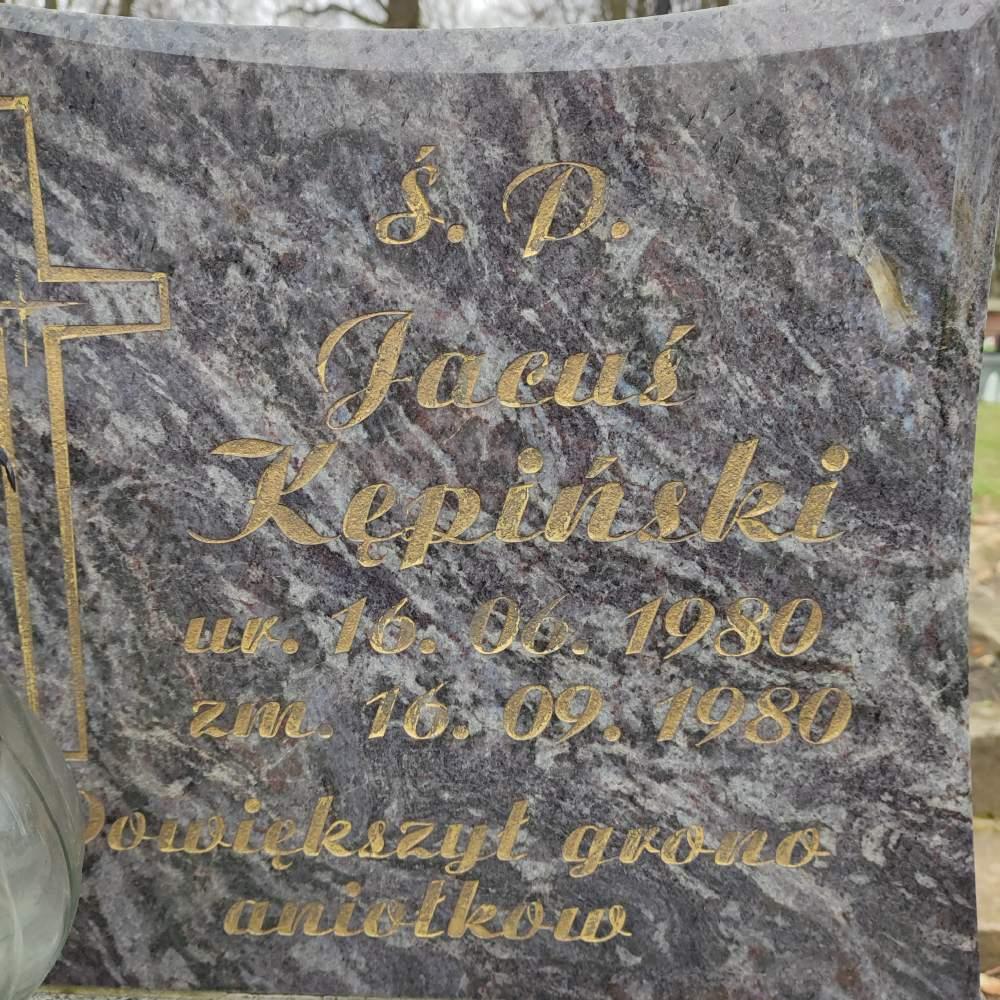 ś. P.
Jacuś
Kępiński
ur. 16. 06. 1980
zm. 16. 09. 1980
Powiększył grono
aniołkow